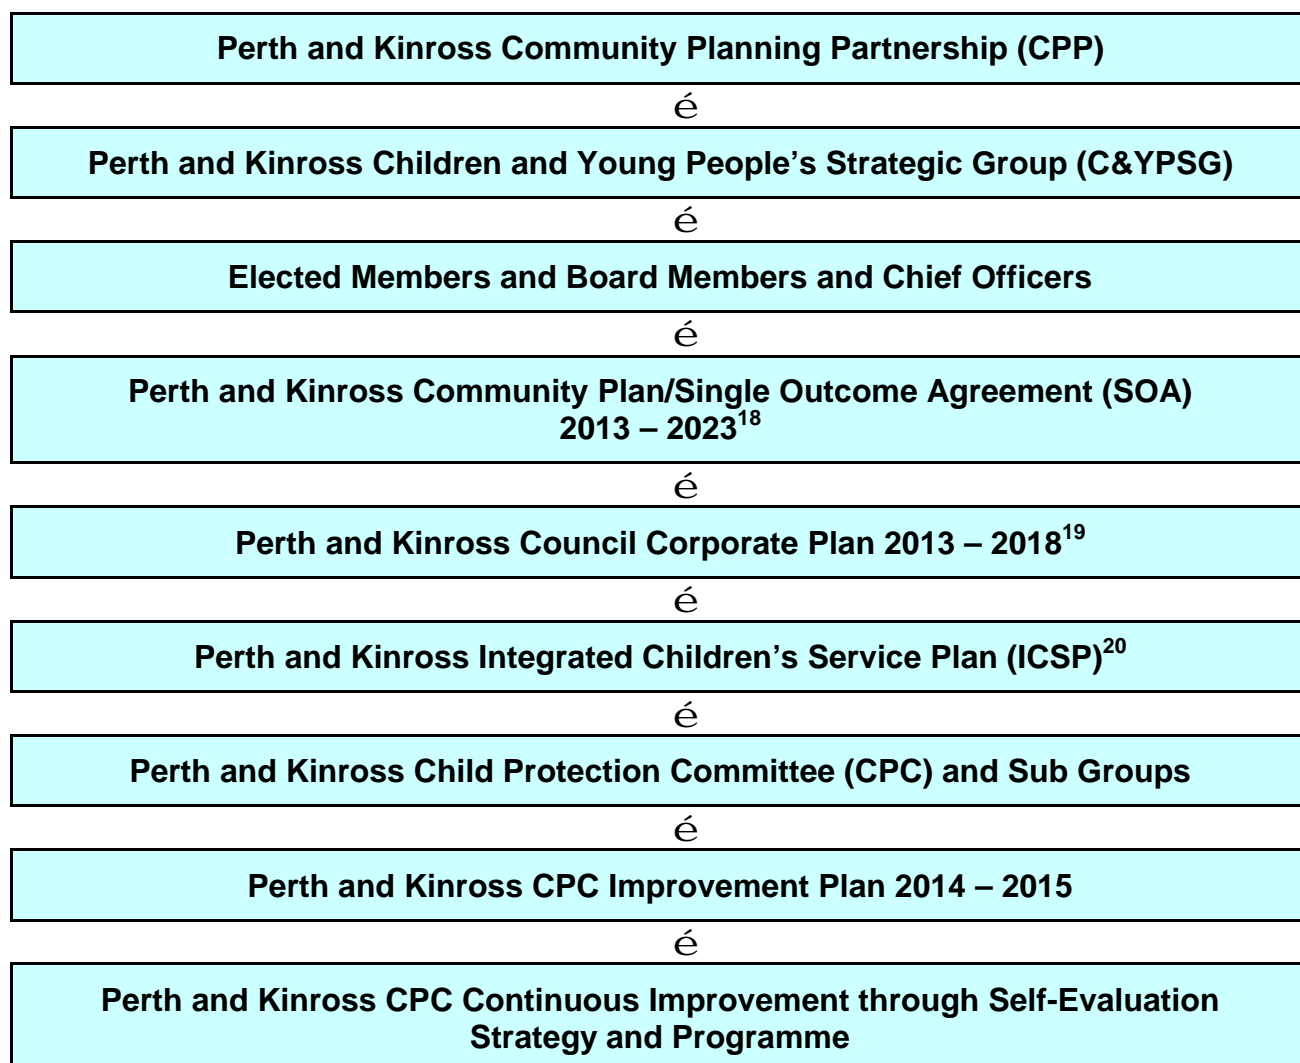 Perth and Kinross Community Planning Partnership (CPP)
é
Perth and Kinross Children and Young People’s Strategic Group (C&YPSG)
é
Elected Members and Board Members and Chief Officers
é
Perth and Kinross Community Plan/Single Outcome Agreement (SOA)
2013 – 2023¹⁸
é
Perth and Kinross Council Corporate Plan 2013 – 2018¹⁹
é
Perth and Kinross Integrated Children’s Service Plan (ICSP)²⁰
é
Perth and Kinross Child Protection Committee (CPC) and Sub Groups
é
Perth and Kinross CPC Improvement Plan 2014 – 2015
é
Perth and Kinross CPC Continuous Improvement through Self-Evaluation
Strategy and Programme